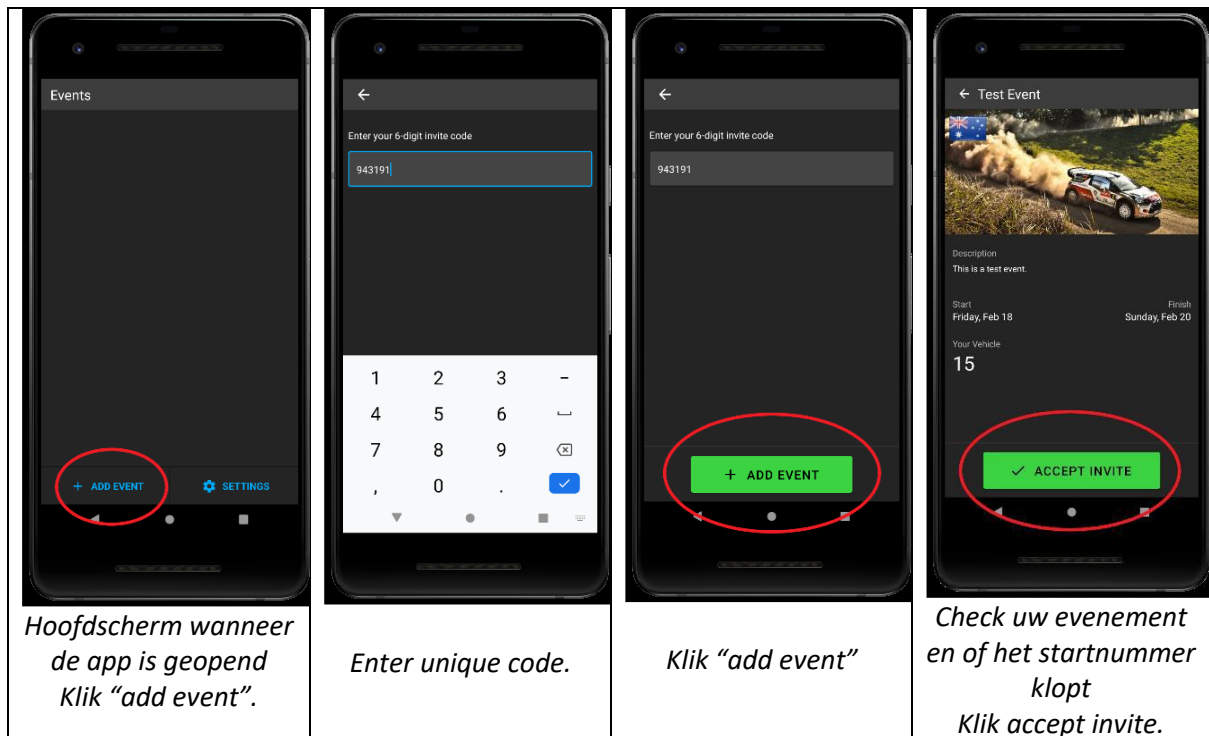 Events
+ ADD EVENT
SETTINGS
Hoofdscherm wanneer
de app is geopend
Klik “add event”.
Enter your 6-digit invite code
943191
1 2 3 –
4 5 6
7 8 9
, 0 .
Enter unique code.
Enter your 6-digit invite code
943191
+ ADD EVENT
Klik “add event”
Test Event
Description
This is a test event.
Start Finish
Friday, Feb 18 Sunday, Feb 20
Your Vehicle
15
ACCEPT INVITE
Check uw evenement
en of het startnummer
klopt
Klik accept invite.